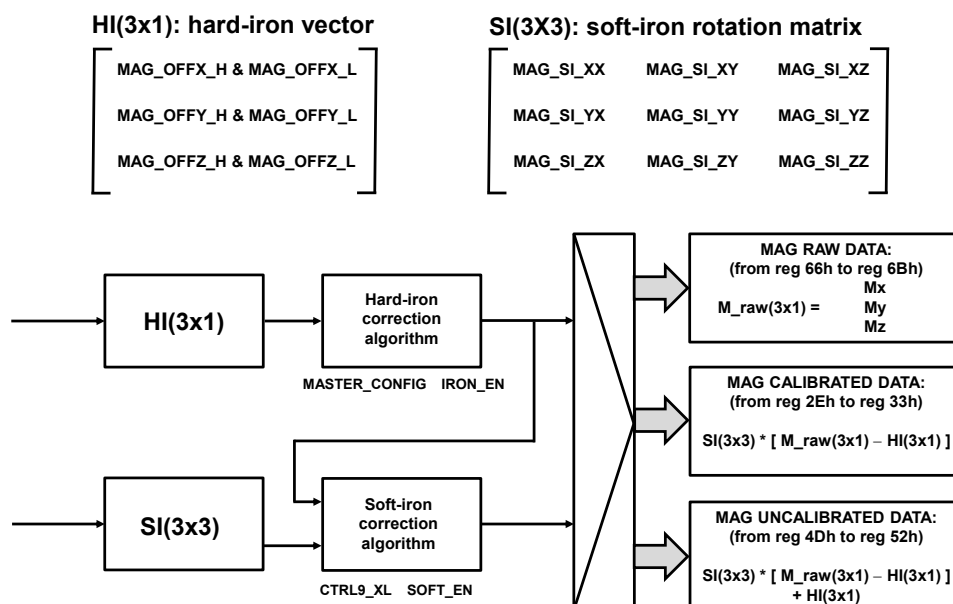 HI(3x1): hard-iron vector
MAG_OFFX_H & MAG_OFFX_L
MAG_OFFY_H & MAG_OFFY_L
MAG_OFFZ_H & MAG_OFFZ_L
SI(3X3): soft-iron rotation matrix
MAG_SI_XX MAG_SI_XY MAG_SI_XZ
MAG_SI_YX MAG_SI_YY MAG_SI_YZ
MAG_SI_ZX MAG_SI_ZY MAG_SI_ZZ
HI(3x1)
Hard-iron
correction
algorithm
MASTER_CONFIG IRON_EN
SI(3x3)
Soft-iron
correction
algorithm
CTRL9_XL SOFT_EN
MAG RAW DATA:
(from reg 66h to reg 6Bh)
Mx
M_raw(3x1) = My
Mz
MAG CALIBRATED DATA:
(from reg 2Eh to reg 33h)
SI(3x3) * [ M_raw(3x1) – HI(3x1) ]
MAG UNCALIBRATED DATA:
(from reg 4Dh to reg 52h)
SI(3x3) * [ M_raw(3x1) – HI(3x1) ]
+ HI(3x1)